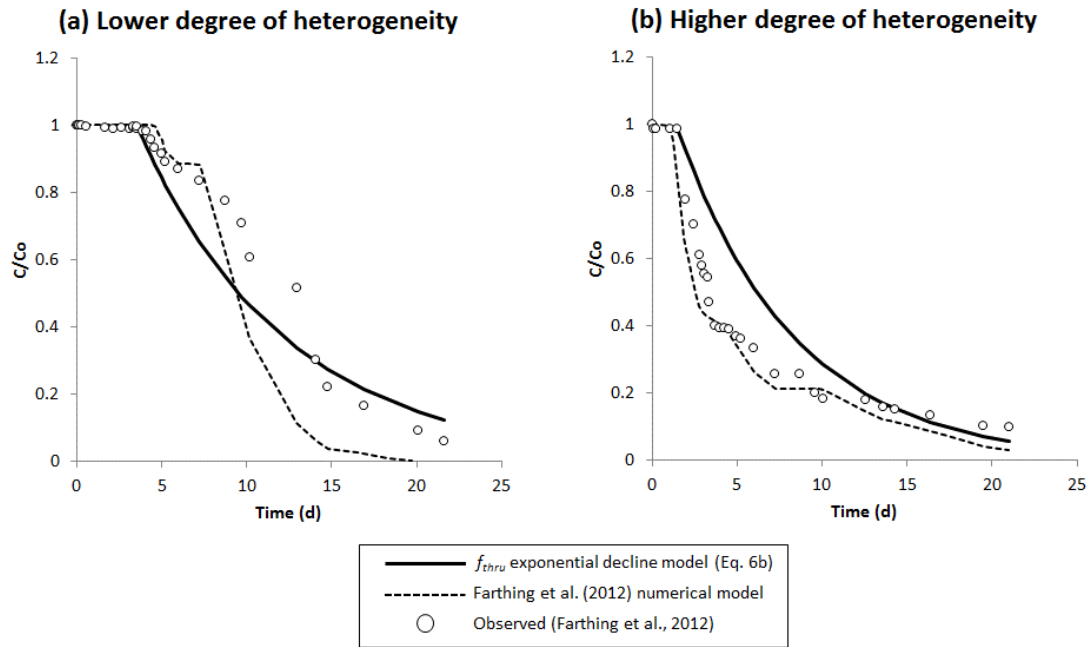 (a) Lower degree of heterogeneity
(b) Higher degree of heterogeneity
1.2
1
0.8
0.6
0.4
0.2
0
C/Co
0
5
10
15
20
25
Time (d)
1.2
1
0.8
0.6
0.4
0.2
0
C/Co
0
5
10
15
20
25
Time (d)
fthru exponential decline model (Eq. 6b)
Farthing et al. (2012) numerical model
Observed (Farthing et al., 2012)